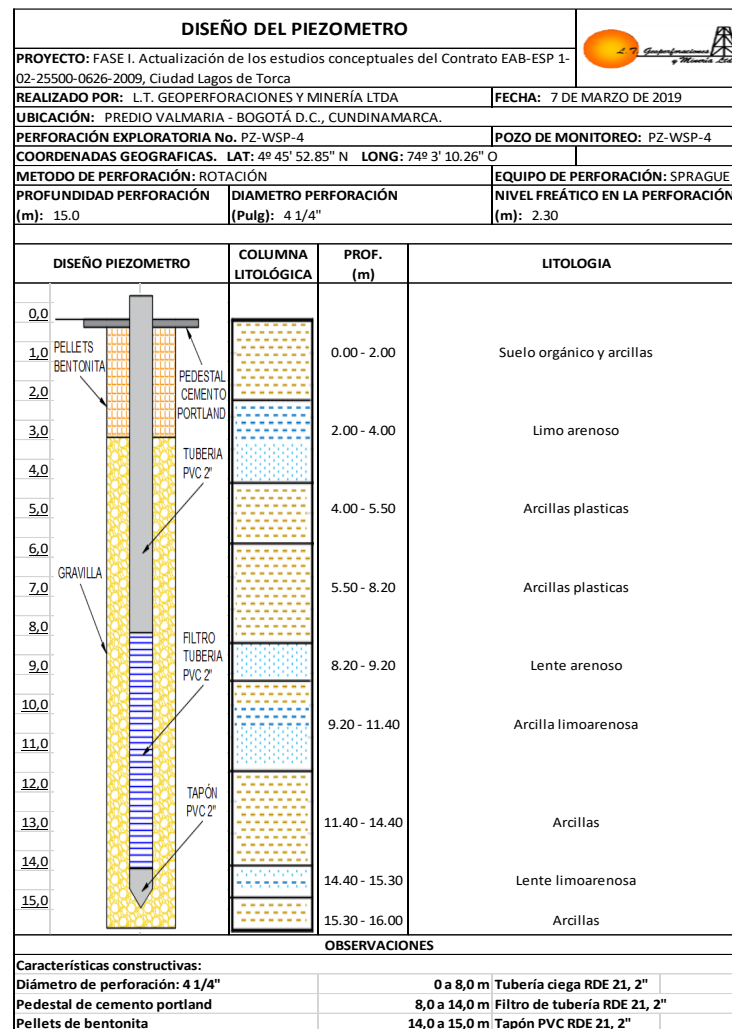 DISEÑO DEL PIEZOMETRO
L.T. Geoperforaciones
y Minería Ltda
PROYECTO: FASE I. Actualización de los estudios conceptuales del Contrato EAB-ESP 1-
02-25500-0626-2009, Ciudad Lagos de Torca
REALIZADO POR: L.T. GEOPERFORACIONES Y MINERÍA LTDA FECHA: 7 DE MARZO DE 2019
UBICACIÓN: PREDIO VALMARIA - BOGOTÁ D.C., CUNDINAMARCA.
PERFORACIÓN EXPLORATORIA No. PZ-WSP-4 POZO DE MONITOREO: PZ-WSP-4
COORDENADAS GEOGRAFICAS. LAT: 4º 45' 52.85" N LONG: 74º 3' 10.26" O
METODO DE PERFORACIÓN: ROTACIÓN EQUIPO DE PERFORACIÓN: SPRAGUE
PROFUNDIDAD PERFORACIÓN DIAMETRO PERFORACIÓN NIVEL FREÁTICO EN LA PERFORACIÓN
(m): 15.0 (Pulg): 4 1/4" (m): 2.30
DISEÑO PIEZOMETRO COLUMNA LITOLÓGICA PROF. (m) LITOLOGIA
0,0
1,0 PELLETS BENTONITA 0.00 - 2.00 Suelo orgánico y arcillas
PEDESTAL CEMENTO PORTLAND
2,0
3,0 2.00 - 4.00 Limo arenoso
TUBERIA PVC 2"
4,0
5,0 4.00 - 5.50 Arcillas plasticas
6,0
GRAVILLA
7,0 5.50 - 8.20 Arcillas plasticas
8,0
FILTRO TUBERIA PVC 2"
9,0 8.20 - 9.20 Lente arenoso
10,0
9.20 - 11.40 Arcilla limoarenosa
11,0
12,0
TAPÓN PVC 2"
13,0 11.40 - 14.40 Arcillas
14,0
14.40 - 15.30 Lente limoarenosa
15,0
15.30 - 16.00 Arcillas
OBSERVACIONES
Características constructivas:
Diámetro de perforación: 4 1/4" 0 a 8,0 m Tubería ciega RDE 21, 2"
Pedestal de cemento portland 8,0 a 14,0 m Filtro de tubería RDE 21, 2"
Pellets de bentonita 14,0 a 15,0 m Tapón PVC RDE 21, 2"